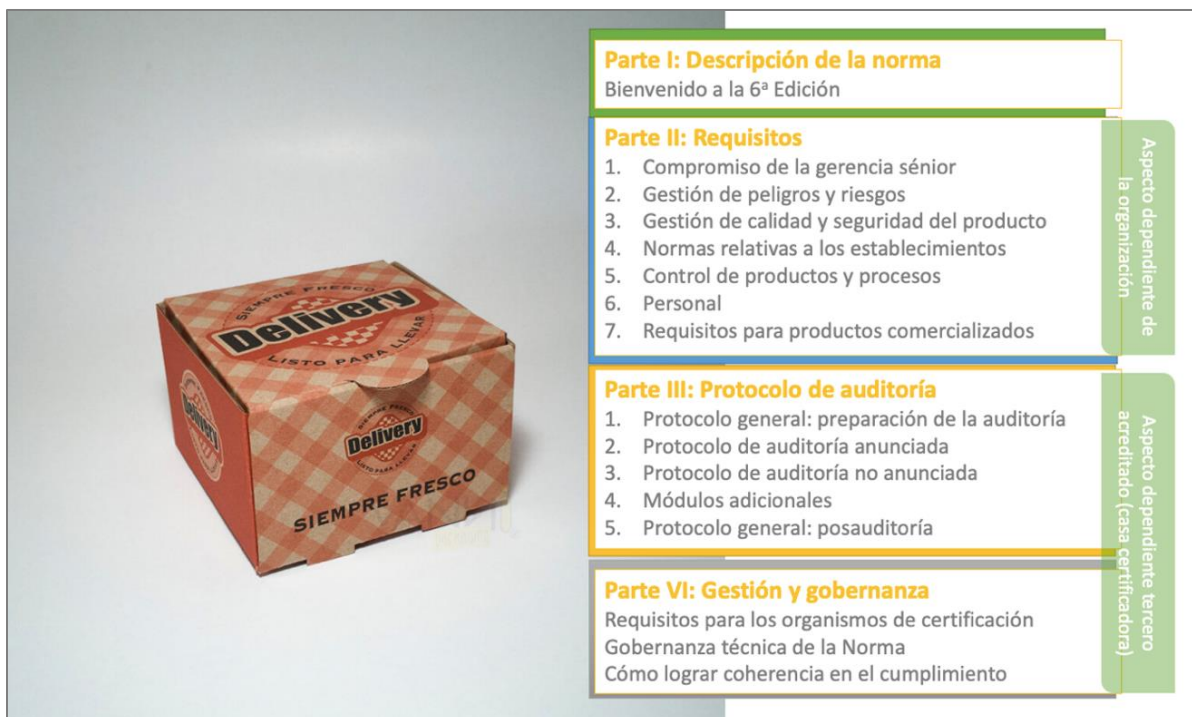 SIEMPRE FRESCO
Delivery
LISTO PARA LLEVAR
Delivery
SIEMPRE FRESCO
Delivery
LISTO PARA LLEVAR
SIEMPRE FRESCO
Parte I: Descripción de la norma
Bienvenido a la 6ª Edición
Parte II: Requisitos
1. Compromiso de la gerencia sénior
2. Gestión de peligros y riesgos
3. Gestión de calidad y seguridad del producto
4. Normas relativas a los establecimientos
5. Control de productos y procesos
6. Personal
7. Requisitos para productos comercializados
Aspecto dependiente de
la organización
Parte III: Protocolo de auditoría
1. Protocolo general: preparación de la auditoría
2. Protocolo de auditoría anunciada
3. Protocolo de auditoría no anunciada
4. Módulos adicionales
5. Protocolo general: posauditoría
Parte VI: Gestión y gobernanza
Requisitos para los organismos de certificación
Gobernanza técnica de la Norma
Cómo lograr coherencia en el cumplimiento
Aspecto dependiente tercero
acreditado (casa certificadora)